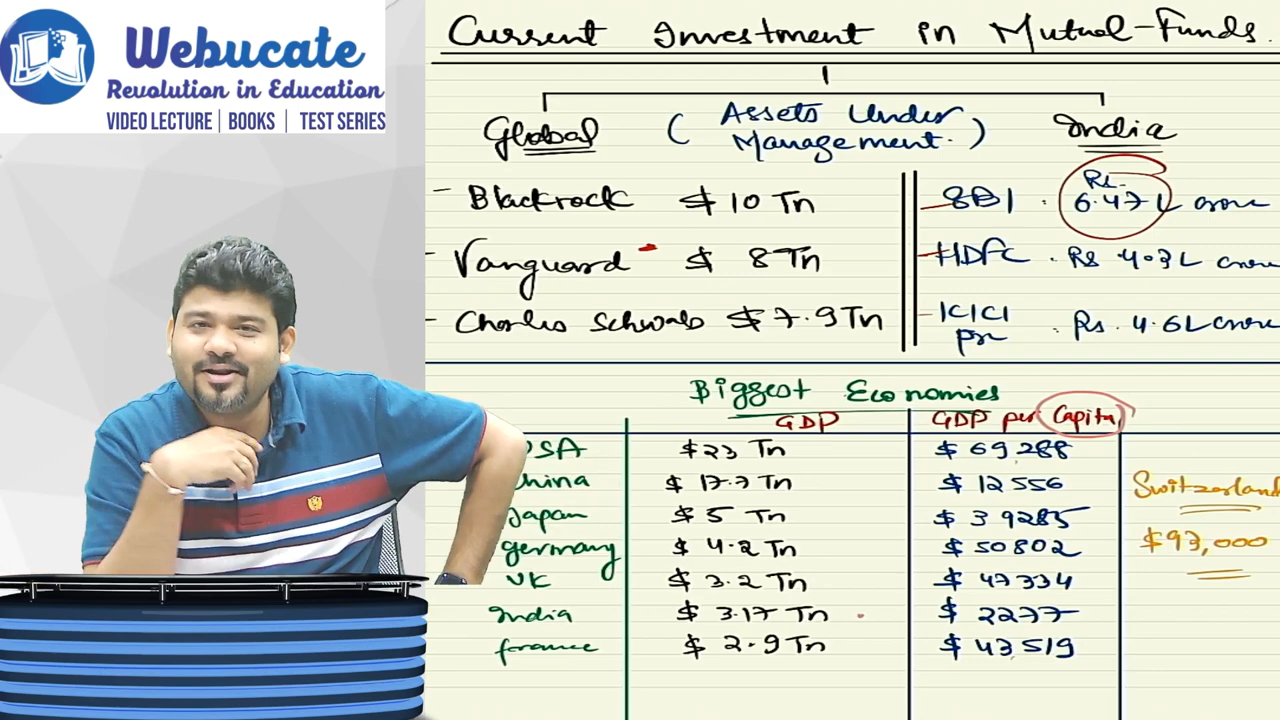 Webucate
Revolution in Education
VIDEO LECTURE | BOOKS | TEST SERIES
Current Investment in Mutual-Funds.
Global (Assets Under Management.) India
- Blackrock $ 10 Tn
- SBI . Rs. 6.47 L crore
- Vanguard $ 8 Tn
- HDFC . Rs 4.3 L crore
- Charles Schwab $ 7.9 Tn
- ICICI pru . Rs. 4.6 L crore
Biggest Economies
GDP GDP per Capita
USA $23 Tn $ 69288
China $ 17.7 Tn $ 12556
Japan $ 5 Tn $ 39285
Germany $ 4.2 Tn $ 50802
UK $ 3.2 Tn $ 47334
India $ 3.17 Tn $ 2277
france $ 2.9 Tn $ 43519
Switzerland
$93,000